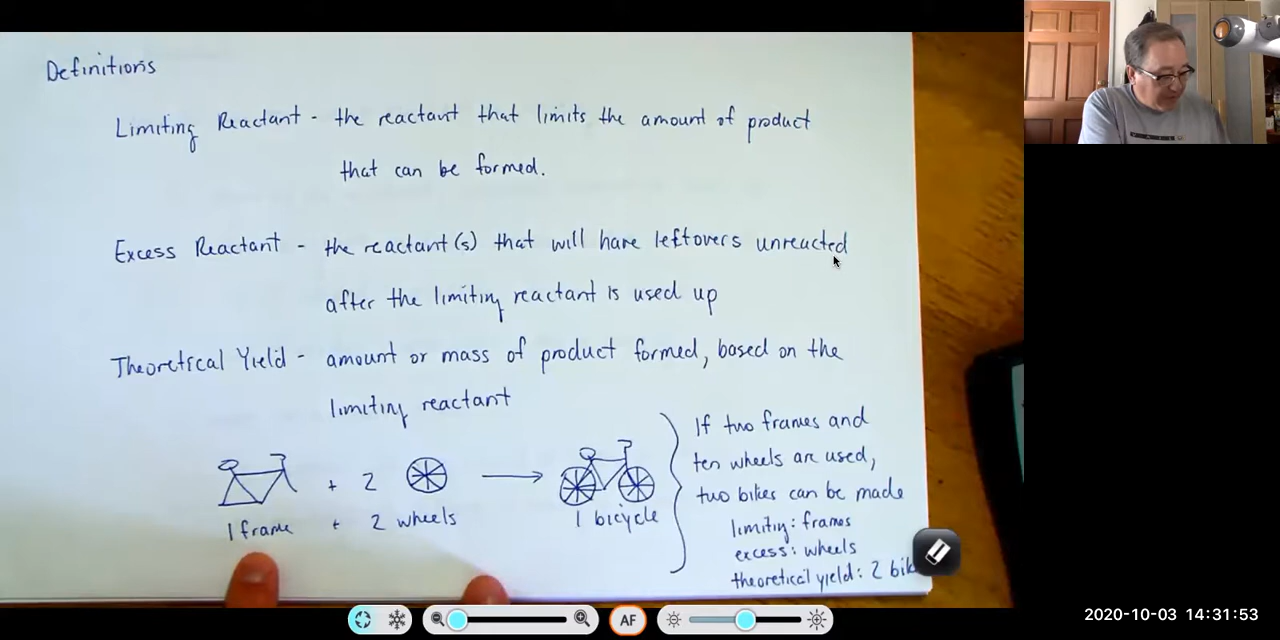 Definitions
Limiting Reactant - the reactant that limits the amount of product
that can be formed.
Excess Reactant - the reactant(s) that will have leftovers unreacted
after the limiting reactant is used up
Theoretical Yield - amount or mass of product formed, based on the
limiting reactant
+ 2
1 frame + 2 wheels
1 bicycle
If two frames and
ten wheels are used,
two bikes can be made
limiting: frames
excess: wheels
theoretical yield: 2
AF
2020-10-03 14:31:53